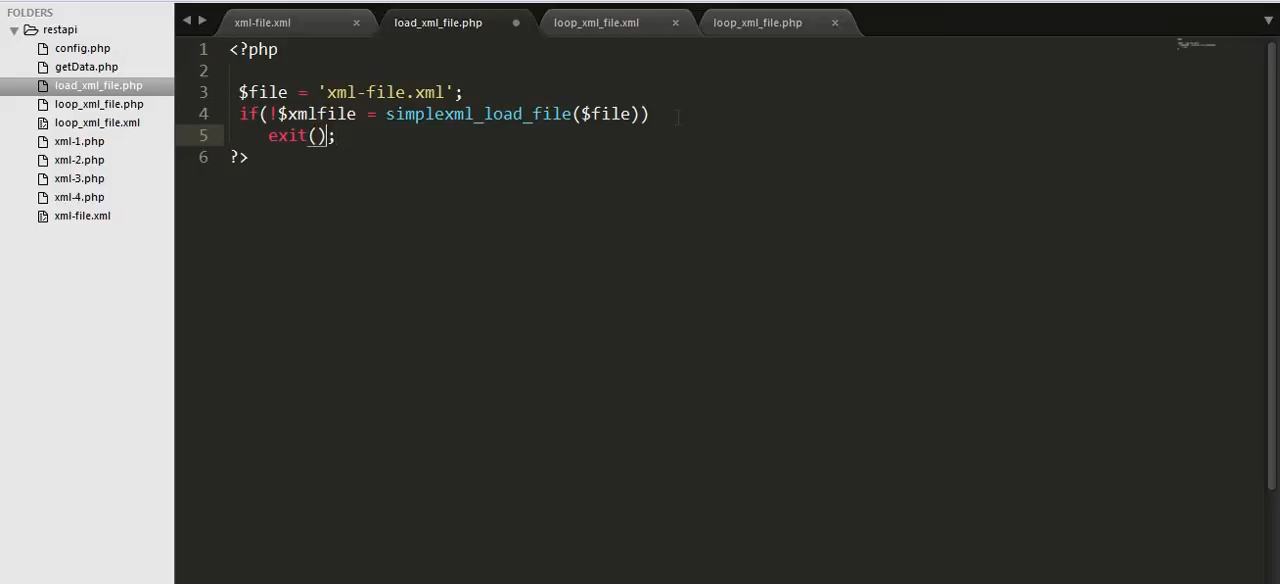 FOLDERS
restapi
config.php
getData.php
load_xml_file.php
loop_xml_file.php
loop_xml_file.xml
xml-1.php
xml-2.php
xml-3.php
xml-4.php
xml-file.xml
xml-file.xml × load_xml_file.php loop_xml_file.xml × loop_xml_file.php ×
1 <?php
2
3 $file = 'xml-file.xml';
4 if(!$xmlfile = simplexml_load_file($file))
5 exit();
6 ?>